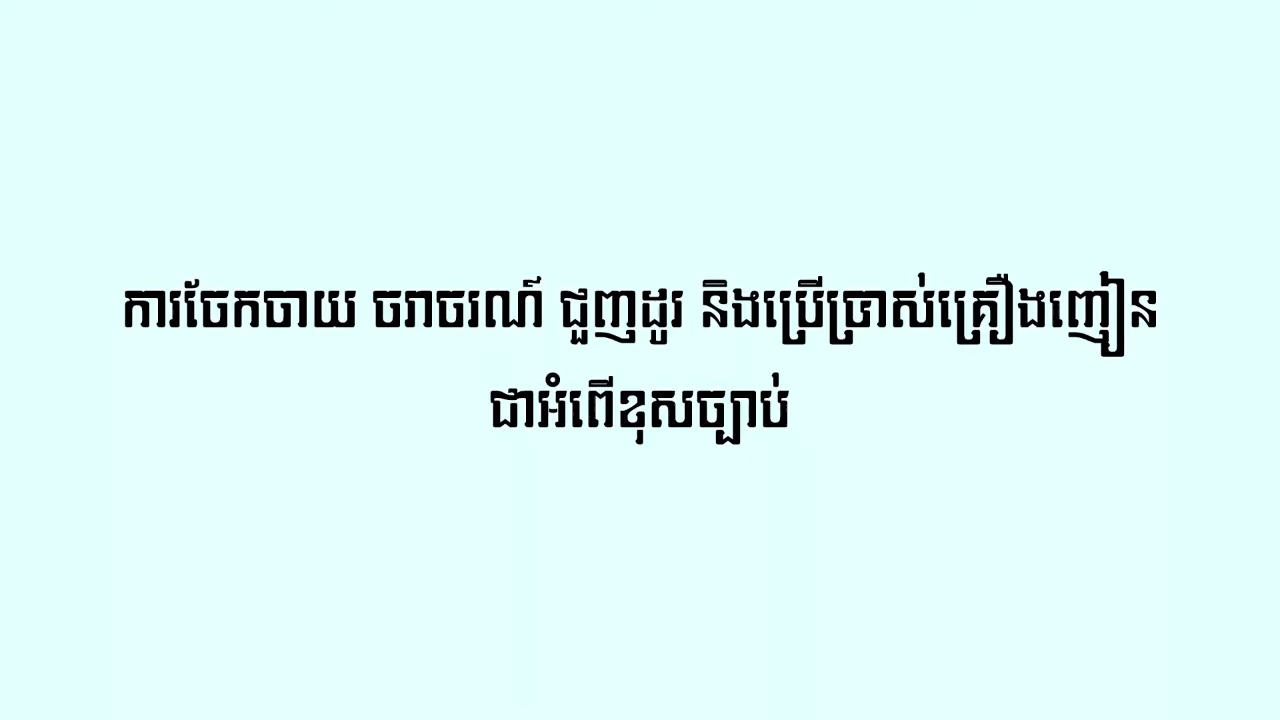 ការចែកចាយ ចរាចរណ៍ ជួញដូរ និងប្រើប្រាស់គ្រឿងញៀន
ជាអំពើខុសច្បាប់